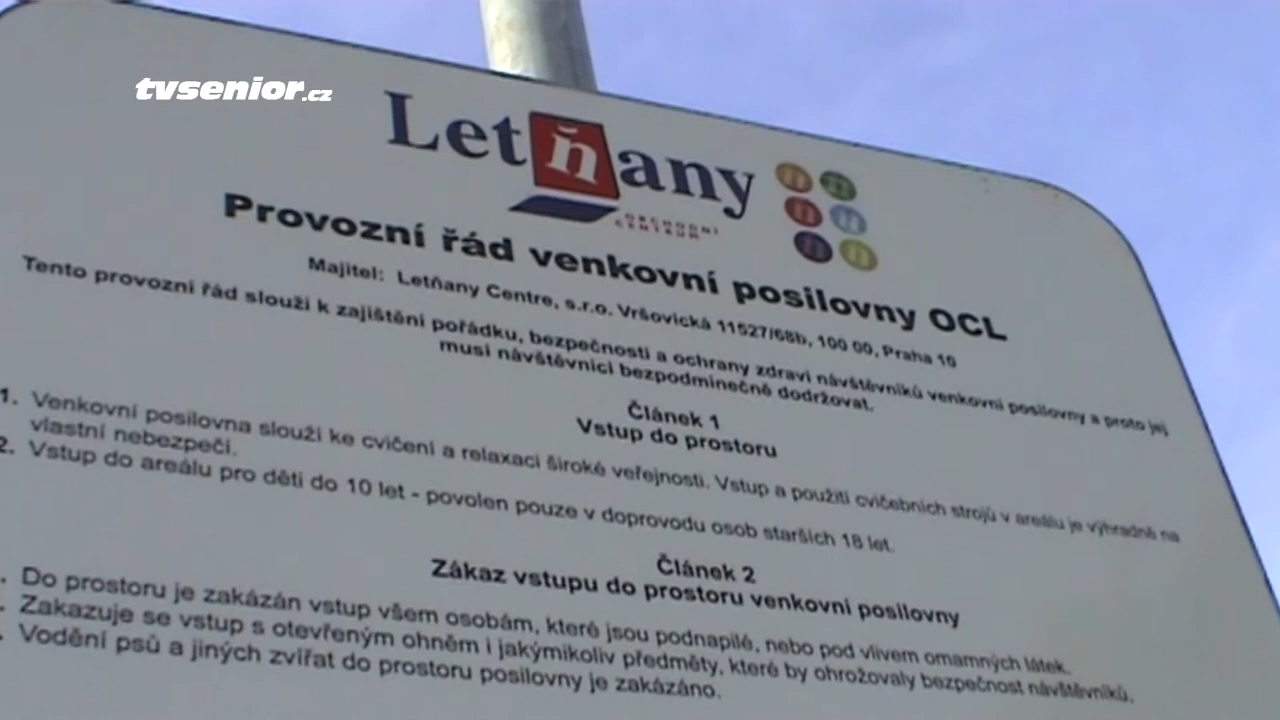 tvsenior.cz
Letňany
OBCHODNÍ
CENTRUM
Provozní řád venkovní posilovny OCL
Majitel: Letňany Centre, s.r.o. Vršovická 11527/68b, 100 00, Praha 10
Tento provozní řád slouží k zajištění pořádku, bezpečnosti a ochrany zdraví návštěvníků venkovní posilovny a proto jej
musí návštěvníci bezpodmínečně dodržovat.
Článek 1
Vstup do prostoru
1. Venkovní posilovna slouží ke cvičení a relaxaci široké veřejnosti. Vstup a použití cvičebních strojů v areálu je výhradně na
vlastní nebezpečí.
2. Vstup do areálu pro děti do 10 let - povolen pouze v doprovodu osob starších 18 let.
Článek 2
Zákaz vstupu do prostoru venkovní posilovny
. Do prostoru je zakázán vstup všem osobám, které jsou podnapilé, nebo pod vlivem omamných látek.
. Zakazuje se vstup s otevřeným ohněm i jakýmikoliv předměty, které by ohrožovaly bezpečnost návštěvníků.
. Vodění psů a jiných zvířat do prostoru posilovny je zakázáno.